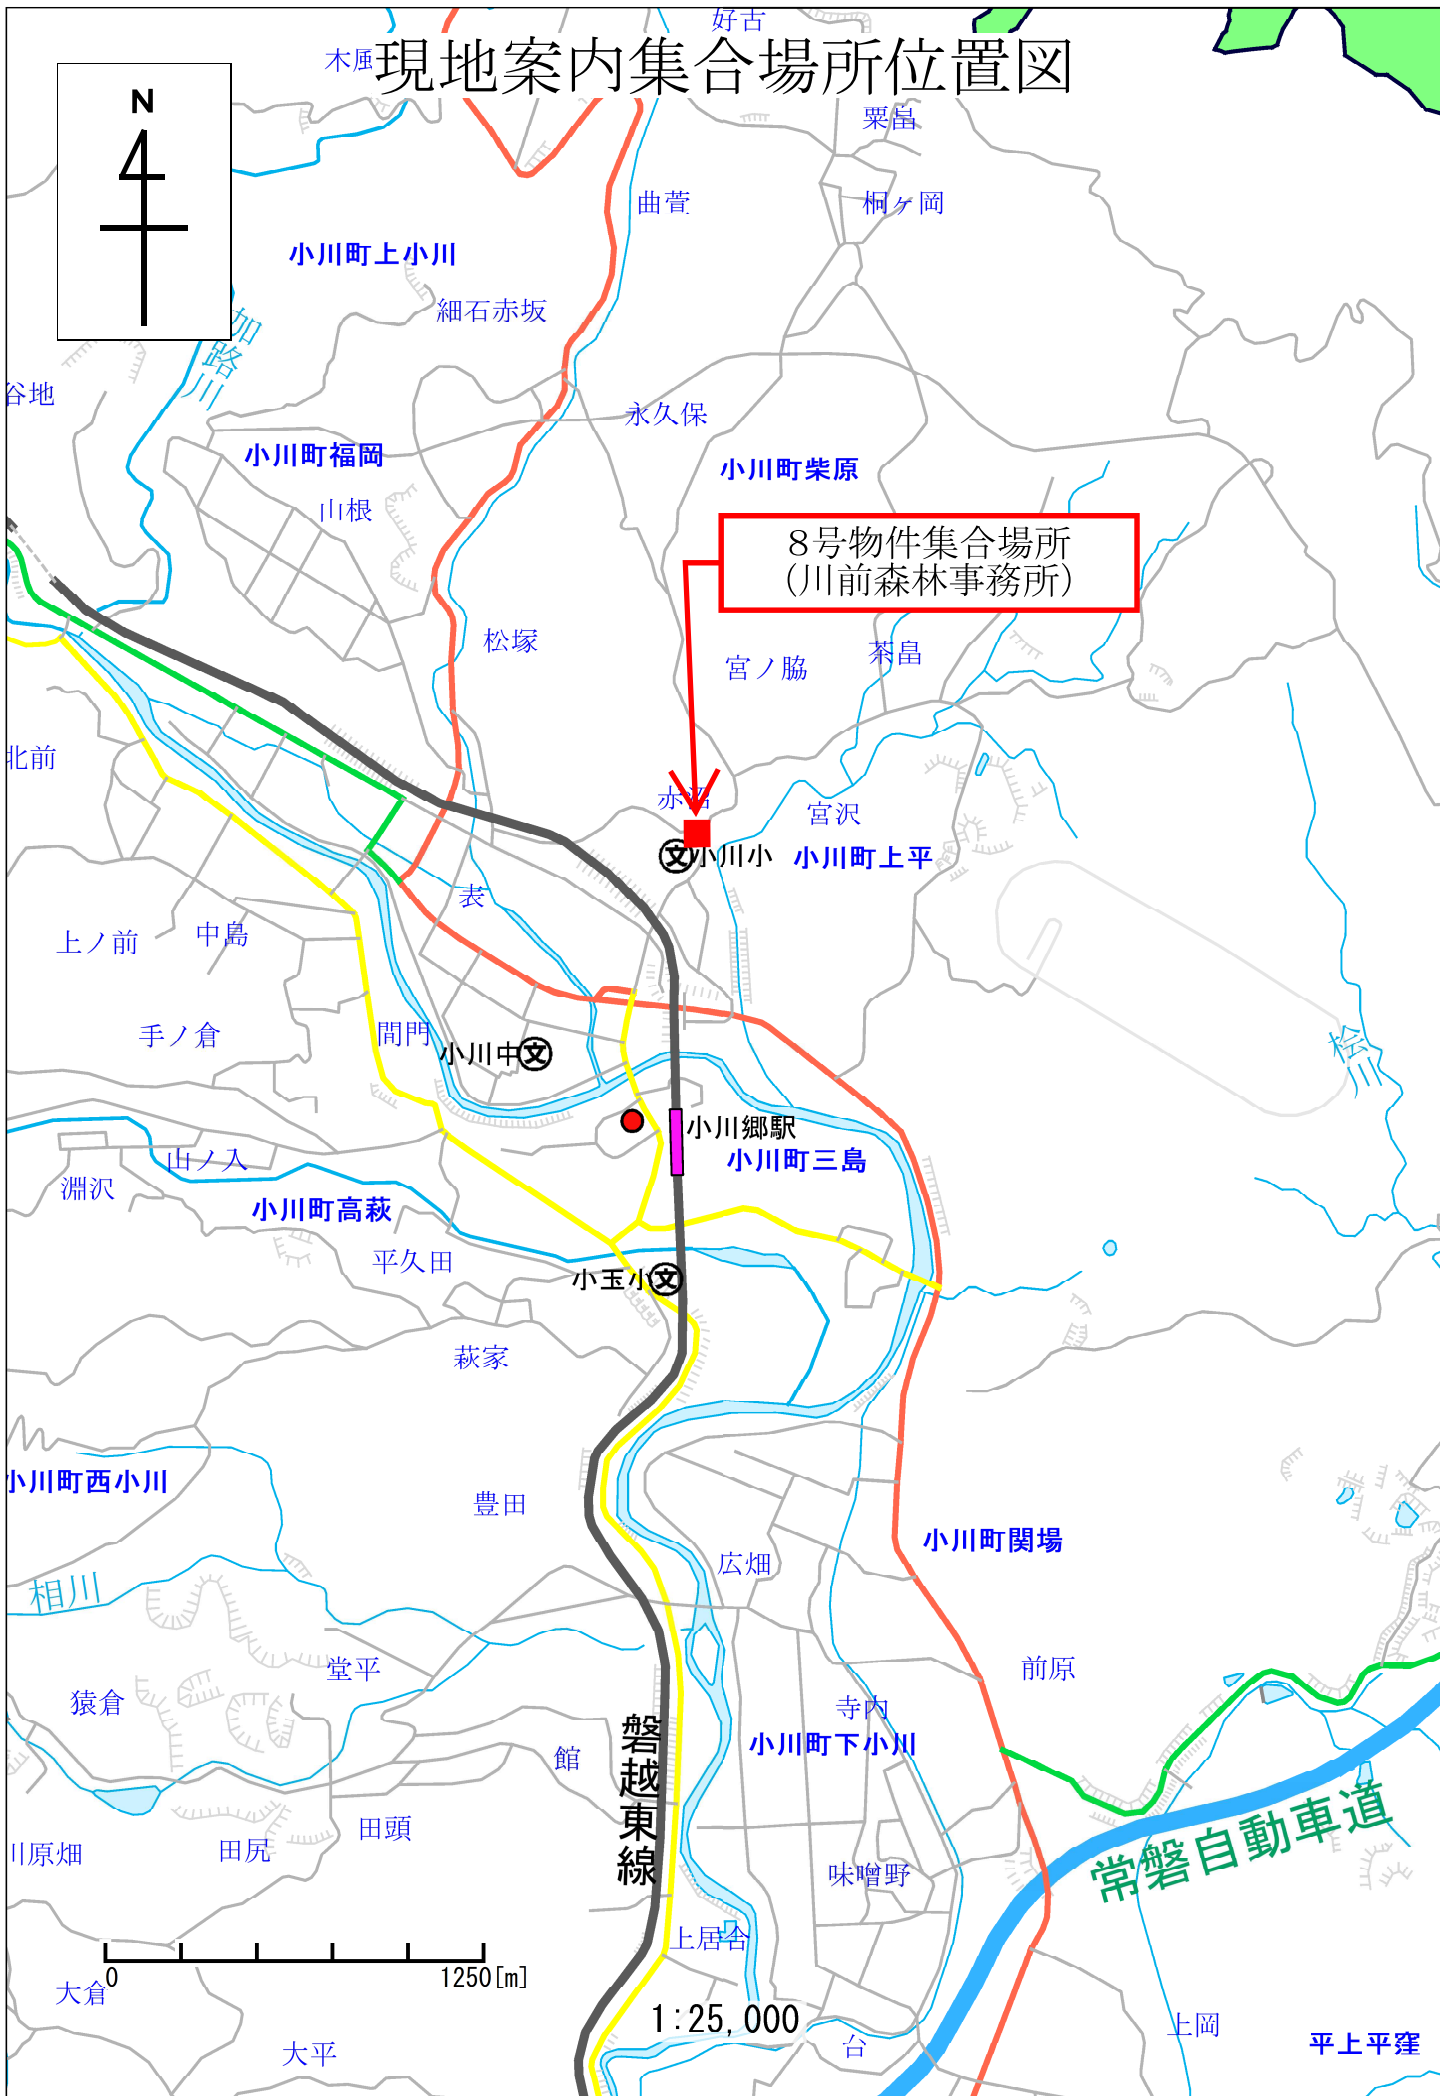 好古
木風
現地案内集合場所位置図
N
粟畠
曲菅
桐ヶ岡
小川町上小川
細石赤坂
加路川
谷地
永久保
小川町福岡
小川町柴原
山根
8号物件集合場所
(川前森林事務所)
松塚
茶畠
宮ノ脇
北前
赤沼
宮沢
文小川小
小川町上平
表
上ノ前
中島
手ノ倉
間門
小川中文
桧川
小川郷駅
小川町三島
山ノ入
淵沢
小川町高萩
平久田
小玉小文
萩家
小川町西小川
豊田
小川町関場
広畑
相川
堂平
前原
猿倉
寺内
磐越東線
小川町下小川
館
常磐自動車道
田頭
田尻
川原畑
味噌野
上居合
0
1250[m]
大倉
1:25,000
上岡
台
大平
平上平窪